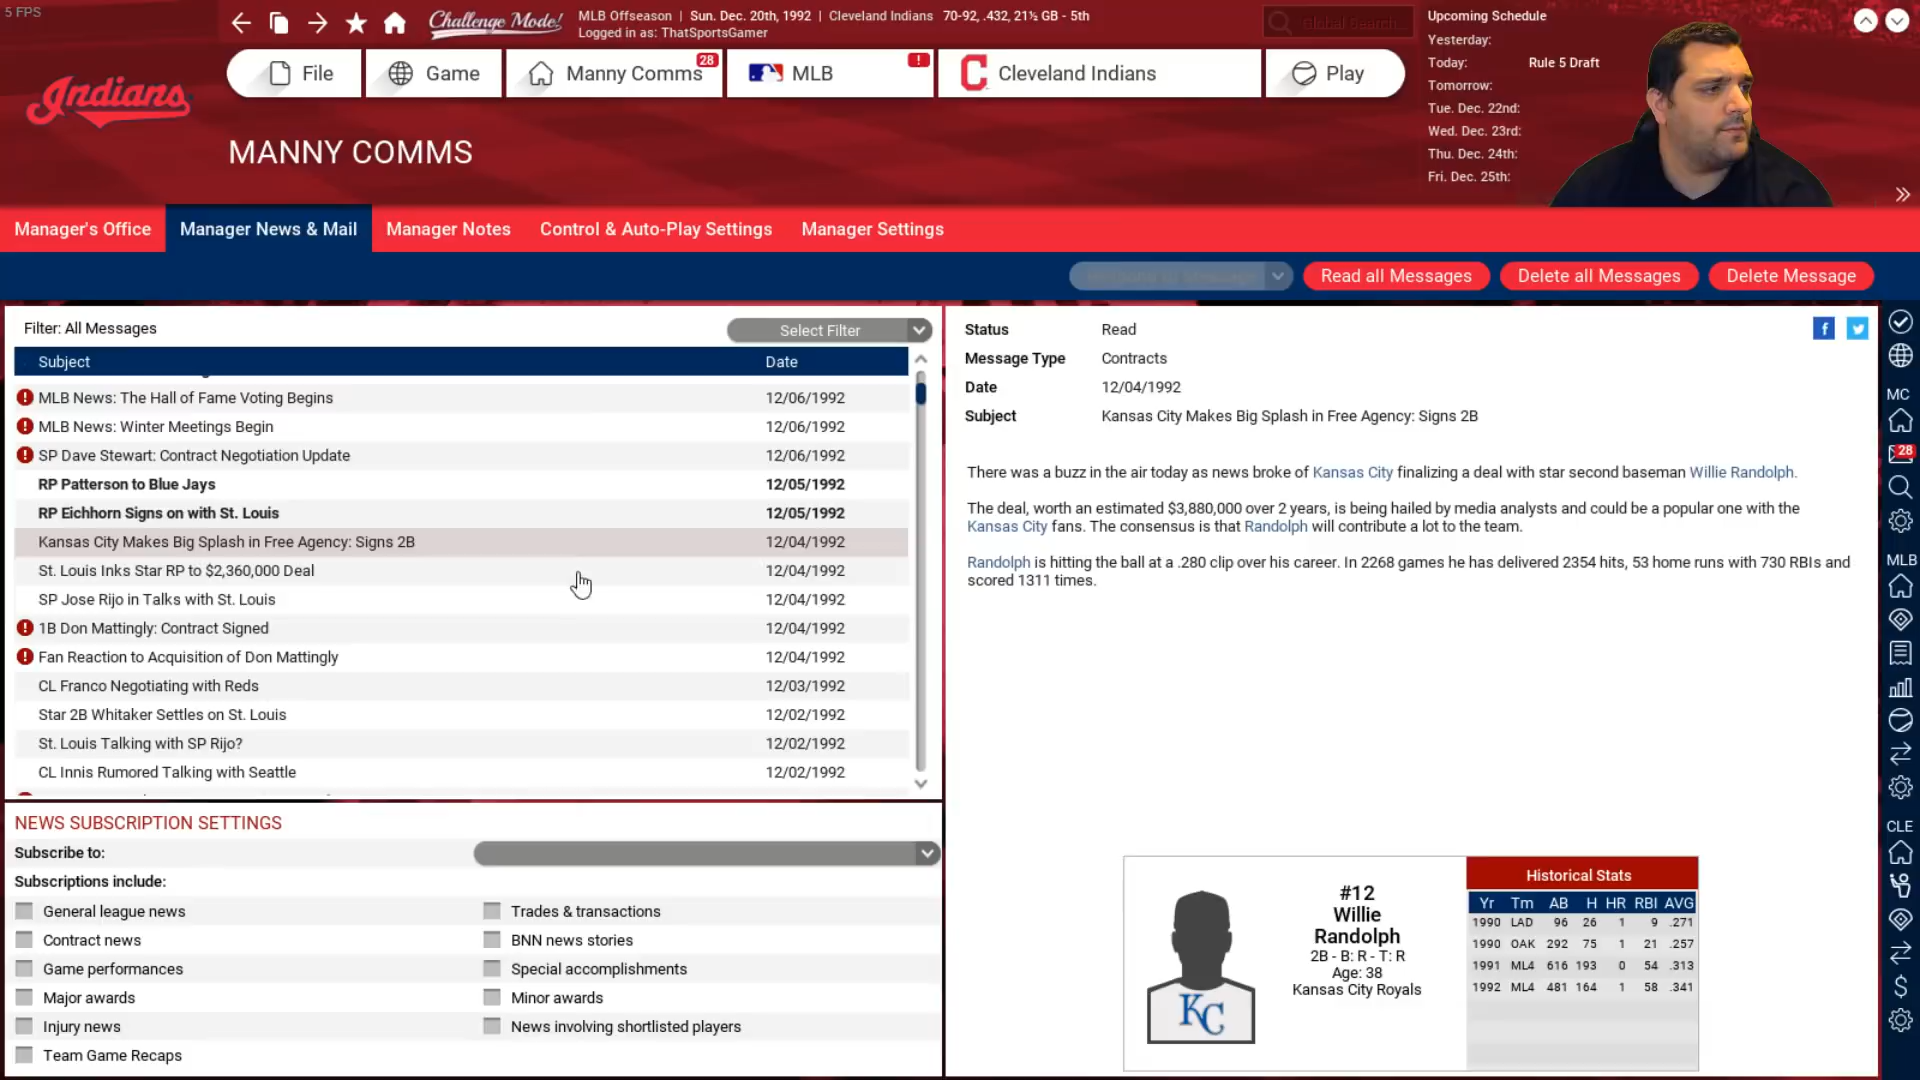 5 FPS
Challenge Mode!
MLB Offseason | Sun. Dec. 20th, 1992 | Cleveland Indians 70-92, .432, 21½ GB - 5th
Logged in as: ThatSportsGamer
Global Search...
Upcoming Schedule
Yesterday:
Today: Rule 5 Draft
Tomorrow:
Tue. Dec. 22nd:
Wed. Dec. 23rd:
Thu. Dec. 24th:
Fri. Dec. 25th:
Indians
File
Game
Manny Comms 28
MLB !
Cleveland Indians
Play
MANNY COMMS
Manager's Office
Manager News & Mail
Manager Notes
Control & Auto-Play Settings
Manager Settings
Read all Messages
Delete all Messages
Delete Message
Filter: All Messages
Select Filter
Subject Date
MLB News: The Hall of Fame Voting Begins 12/06/1992
MLB News: Winter Meetings Begin 12/06/1992
SP Dave Stewart: Contract Negotiation Update 12/06/1992
RP Patterson to Blue Jays 12/05/1992
RP Eichhorn Signs on with St. Louis 12/05/1992
Kansas City Makes Big Splash in Free Agency: Signs 2B 12/04/1992
St. Louis Inks Star RP to $2,360,000 Deal 12/04/1992
SP Jose Rijo in Talks with St. Louis 12/04/1992
1B Don Mattingly: Contract Signed 12/04/1992
Fan Reaction to Acquisition of Don Mattingly 12/04/1992
CL Franco Negotiating with Reds 12/03/1992
Star 2B Whitaker Settles on St. Louis 12/02/1992
St. Louis Talking with SP Rijo? 12/02/1992
CL Innis Rumored Talking with Seattle 12/02/1992
NEWS SUBSCRIPTION SETTINGS
Subscribe to:
Subscriptions include:
General league news
Trades & transactions
Contract news
BNN news stories
Game performances
Special accomplishments
Major awards
Minor awards
Injury news
News involving shortlisted players
Team Game Recaps
Status Read
Message Type Contracts
Date 12/04/1992
Subject Kansas City Makes Big Splash in Free Agency: Signs 2B
There was a buzz in the air today as news broke of Kansas City finalizing a deal with star second baseman Willie Randolph.
The deal, worth an estimated $3,880,000 over 2 years, is being hailed by media analysts and could be a popular one with the
Kansas City fans. The consensus is that Randolph will contribute a lot to the team.
Randolph is hitting the ball at a .280 clip over his career. In 2268 games he has delivered 2354 hits, 53 home runs with 730 RBIs and
scored 1311 times.
KC
#12
Willie
Randolph
2B - B: R - T: R
Age: 38
Kansas City Royals
Historical Stats
Yr Tm AB H HR RBI AVG
1990 LAD 96 26 1 9 .271
1990 OAK 292 75 1 21 .257
1991 ML4 616 193 0 54 .313
1992 ML4 481 164 1 58 .341
MC
28
MLB
CLE